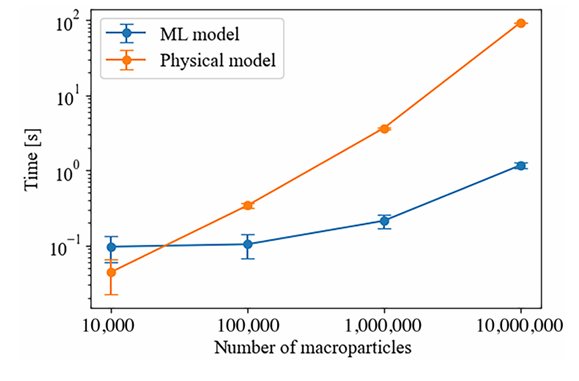 10²
10¹
10⁰
10⁻¹
Time [s]
ML model
Physical model
10,000
100,000
1,000,000
10,000,000
Number of macroparticles